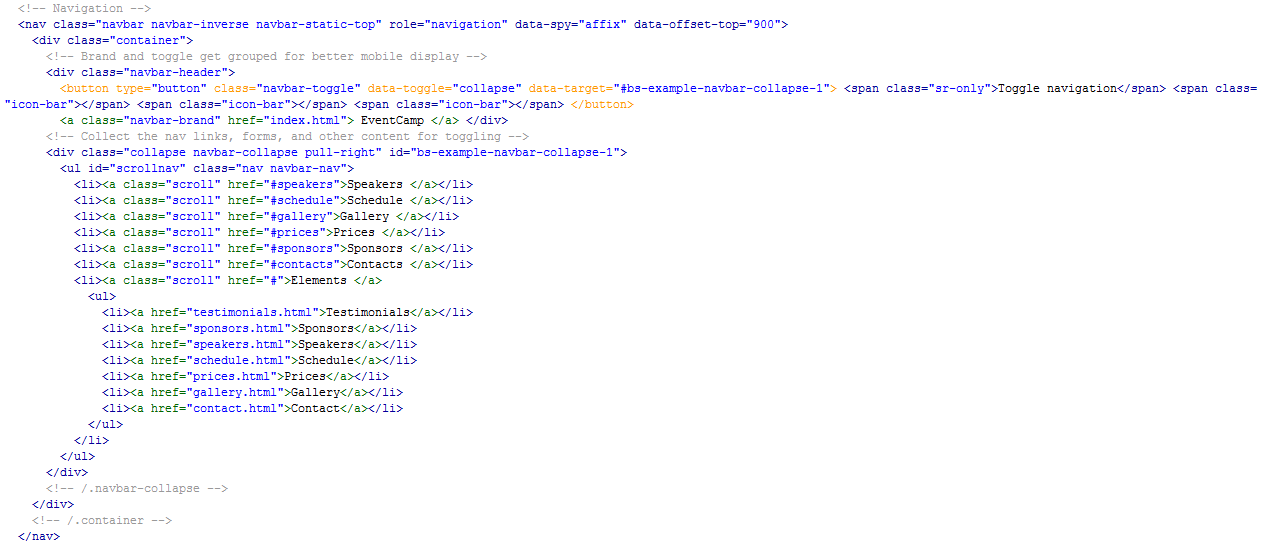 <!-- Navigation -->
<nav class="navbar navbar-inverse navbar-static-top" role="navigation" data-spy="affix" data-offset-top="900">
<div class="container">
<!-- Brand and toggle get grouped for better mobile display -->
<div class="navbar-header">
<button type="button" class="navbar-toggle" data-toggle="collapse" data-target="#bs-example-navbar-collapse-1"> <span class="sr-only">Toggle navigation</span> <span class=
"icon-bar"></span> <span class="icon-bar"></span> <span class="icon-bar"></span> </button>
<a class="navbar-brand" href="index.html"> EventCamp </a> </div>
<!-- Collect the nav links, forms, and other content for toggling -->
<div class="collapse navbar-collapse pull-right" id="bs-example-navbar-collapse-1">
<ul id="scrollnav" class="nav navbar-nav">
<li><a class="scroll" href="#speakers">Speakers </a></li>
<li><a class="scroll" href="#schedule">Schedule </a></li>
<li><a class="scroll" href="#gallery">Gallery </a></li>
<li><a class="scroll" href="#prices">Prices </a></li>
<li><a class="scroll" href="#sponsors">Sponsors </a></li>
<li><a class="scroll" href="#contacts">Contacts </a></li>
<li><a class="scroll" href="#">Elements </a>
<ul>
<li><a href="testimonials.html">Testimonials</a></li>
<li><a href="sponsors.html">Sponsors</a></li>
<li><a href="speakers.html">Speakers</a></li>
<li><a href="schedule.html">Schedule</a></li>
<li><a href="prices.html">Prices</a></li>
<li><a href="gallery.html">Gallery</a></li>
<li><a href="contact.html">Contact</a></li>
</ul>
</li>
</ul>
</div>
<!-- /.navbar-collapse -->
</div>
<!-- /.container -->
</nav>